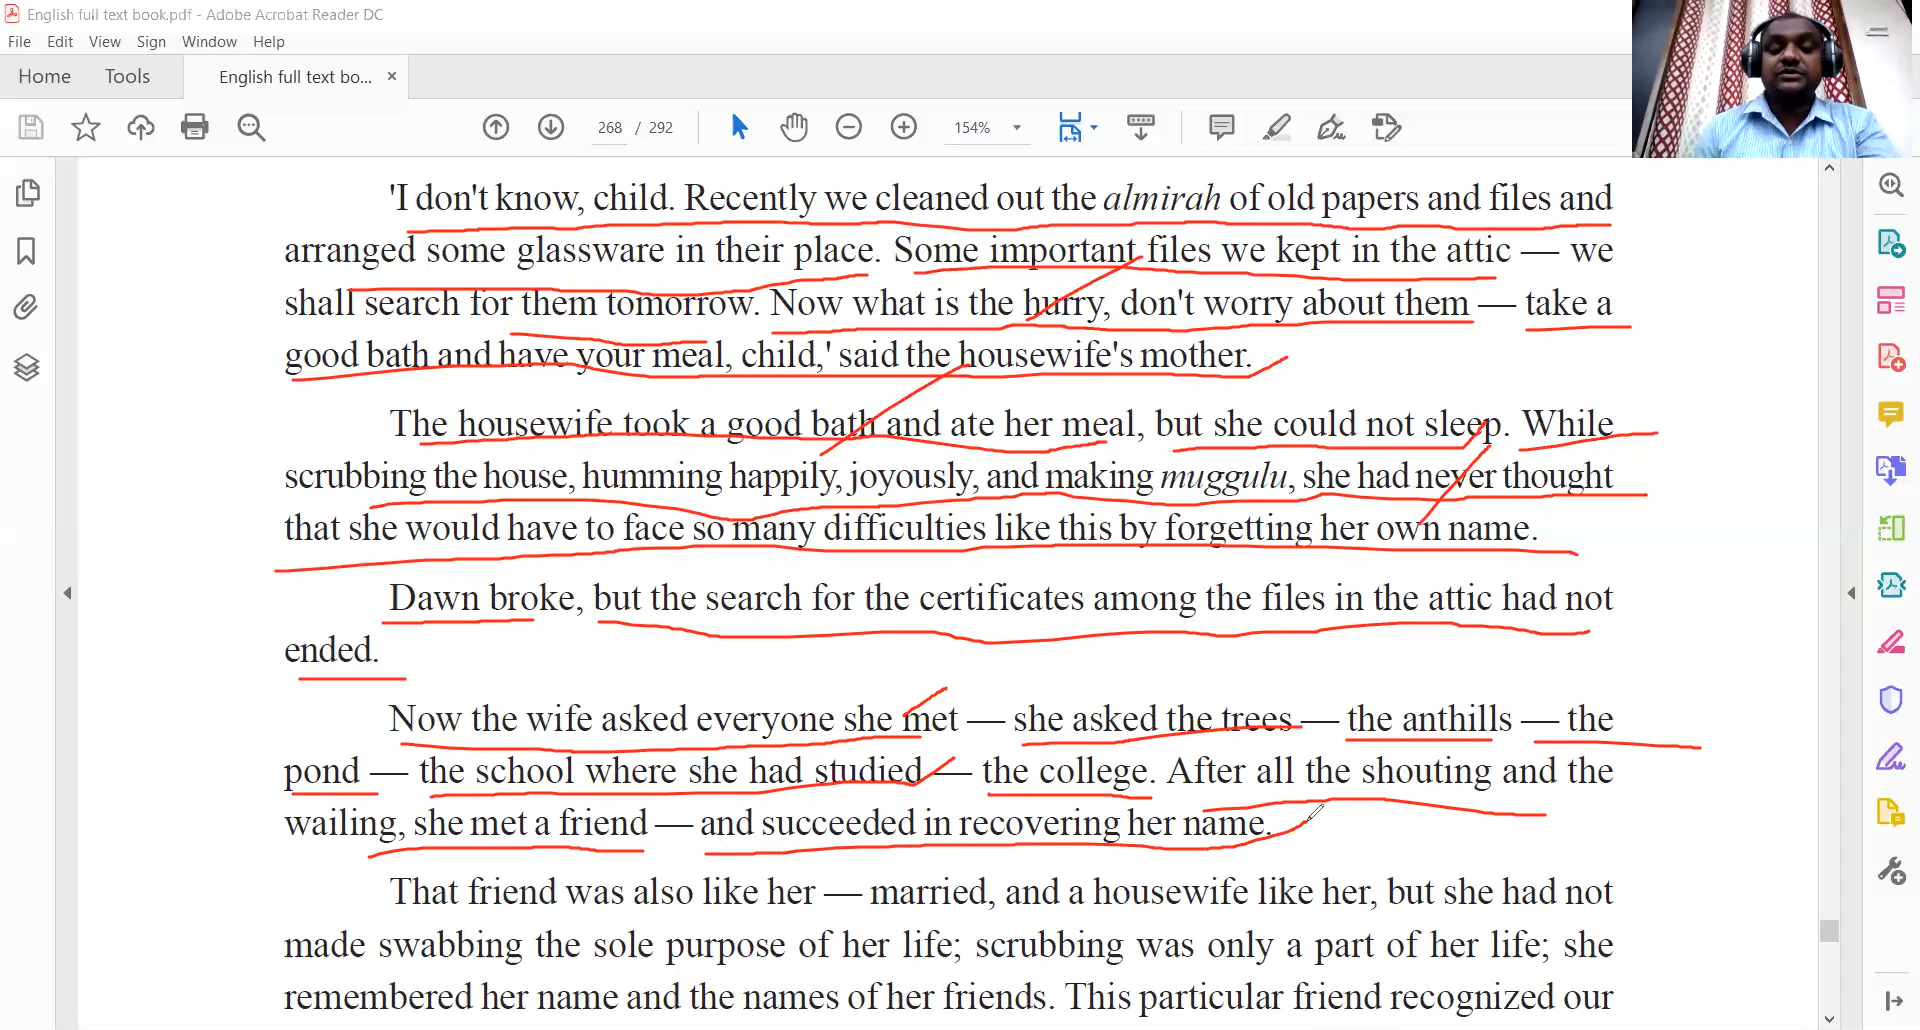 English full text book.pdf - Adobe Acrobat Reader DC
File Edit View Sign Window Help
Home Tools English full text bo... ×
268 / 292 154%
'I don't know, child. Recently we cleaned out the almirah of old papers and files and
arranged some glassware in their place. Some important files we kept in the attic — we
shall search for them tomorrow. Now what is the hurry, don't worry about them — take a
good bath and have your meal, child,' said the housewife's mother.
The housewife took a good bath and ate her meal, but she could not sleep. While
scrubbing the house, humming happily, joyously, and making muggulu, she had never thought
that she would have to face so many difficulties like this by forgetting her own name.
Dawn broke, but the search for the certificates among the files in the attic had not
ended.
Now the wife asked everyone she met — she asked the trees — the anthills — the
pond — the school where she had studied — the college. After all the shouting and the
wailing, she met a friend — and succeeded in recovering her name.
That friend was also like her — married, and a housewife like her, but she had not
made swabbing the sole purpose of her life; scrubbing was only a part of her life; she
remembered her name and the names of her friends. This particular friend recognized our